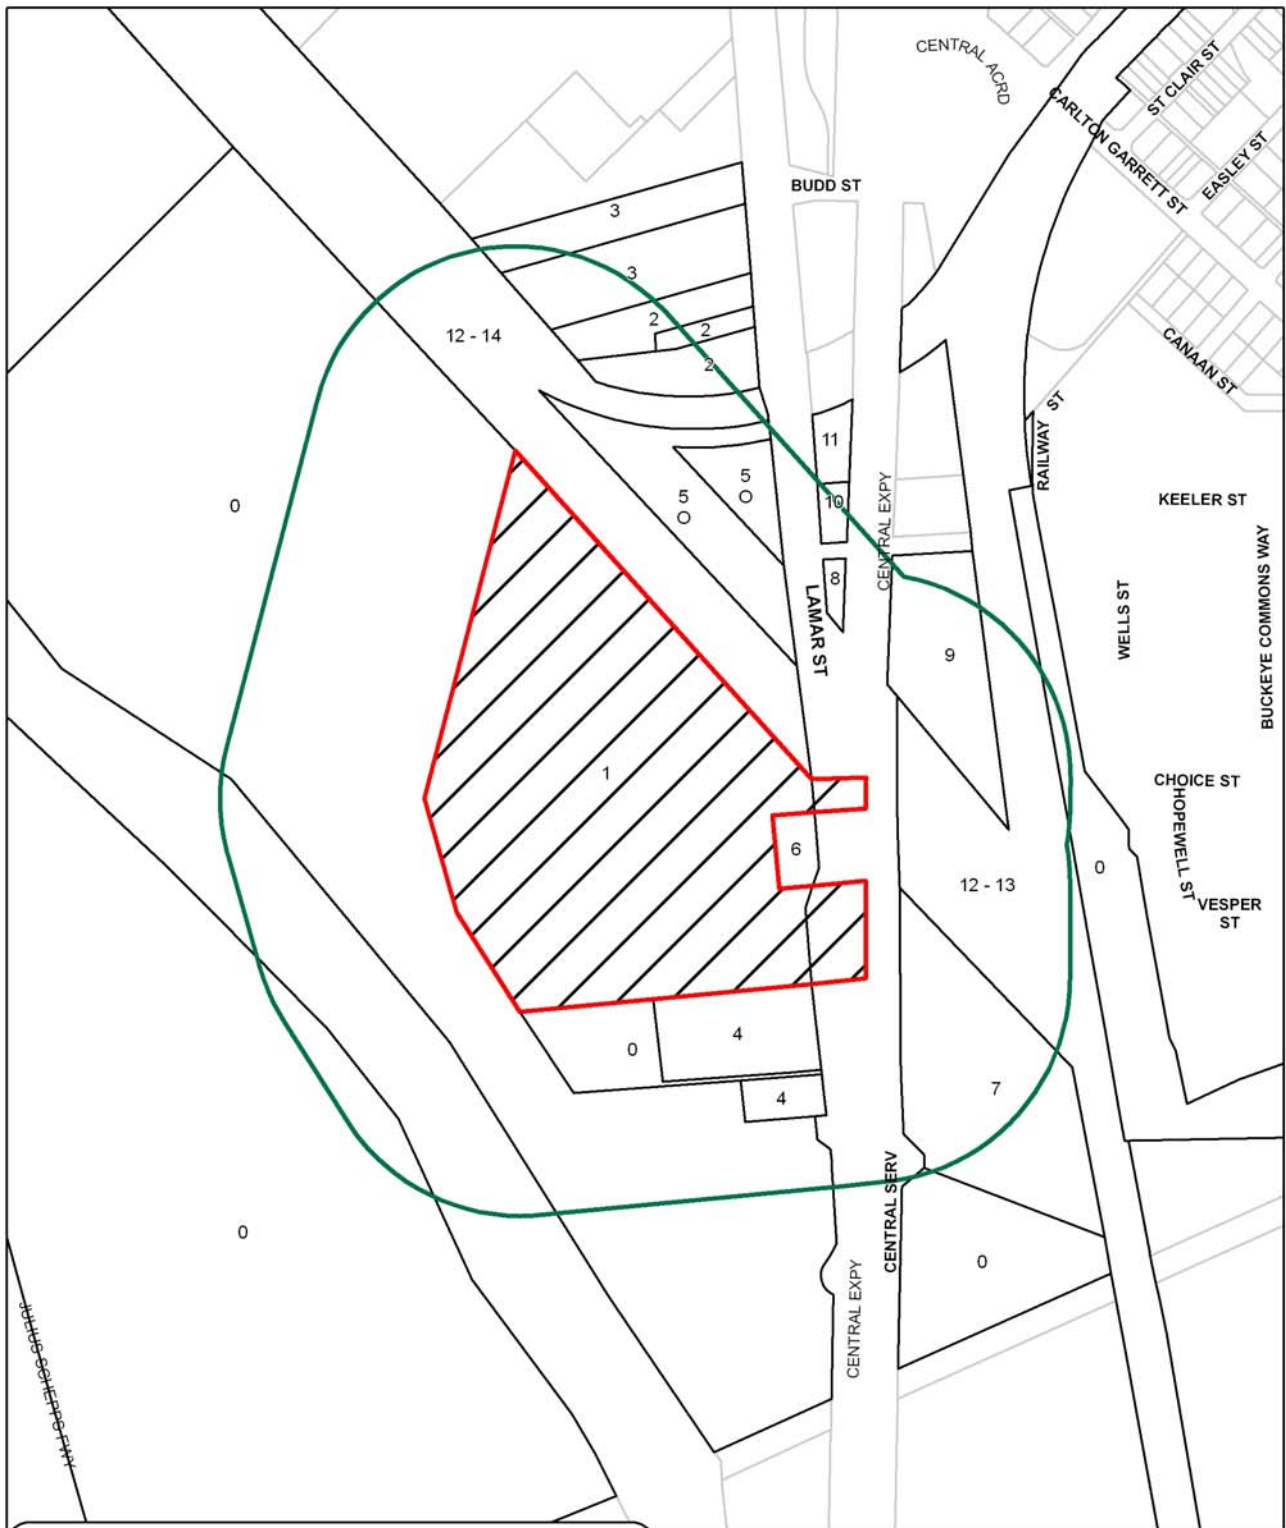 CENTRAL ACRD
ST CLAIR ST
CARLTON GARRETT ST
EASLEY ST
BUDD ST
3
3
12 - 14
2
2
2
CANAAN ST
RAILWAY ST
11
5
5
10
CENTRAL EXPY
KEELER ST
0
BUCKEYE COMMONS WAY
8
LAMAR ST
WELLS ST
9
1
CHOICE ST
HOPEWELL ST
6
0
12 - 13
VESPER
ST
4
0
7
4
CENTRAL SERV
0
0
CENTRAL EXPY
JULIUS SCHEPPS FWY